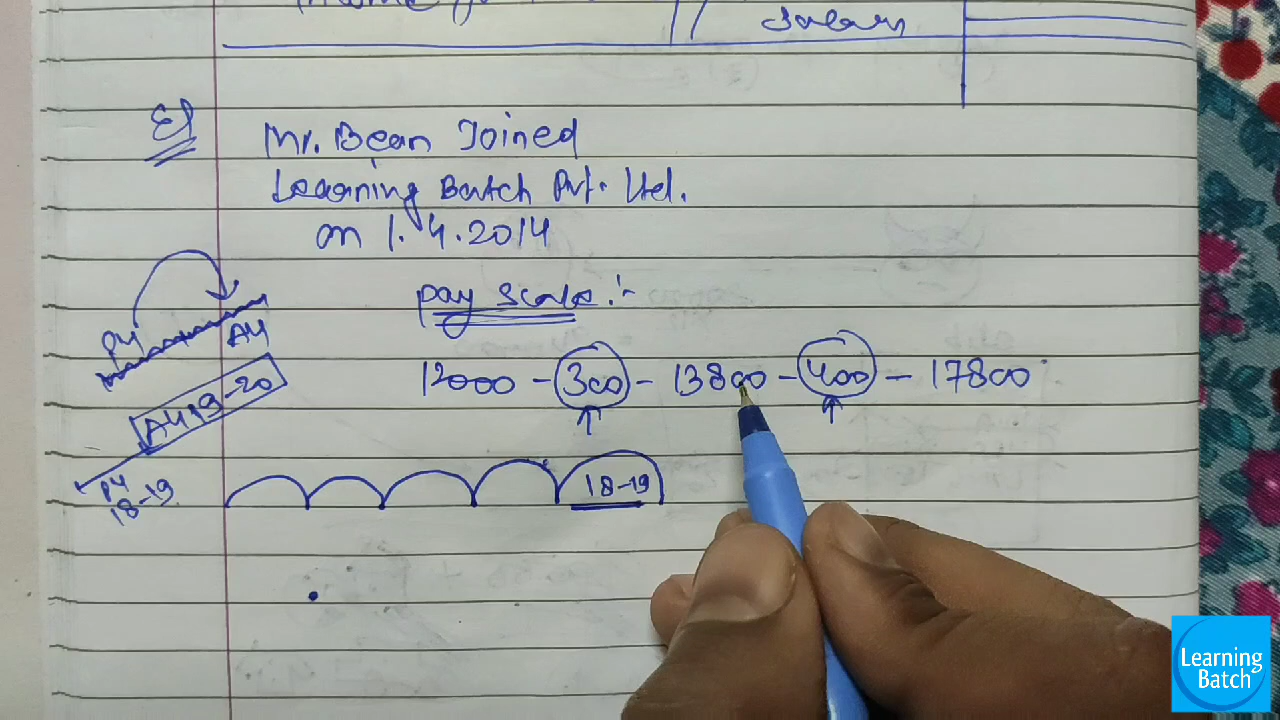 Salary
Mr. Bean Joined
Learning Batch Pvt. Ltd.
on 1.4.2014
Pay Scale :-
PY
AY
12000 - 300 - 13800 - 400 - 17800
AY 19-20
PY
18-19
18-19
Learning
Batch